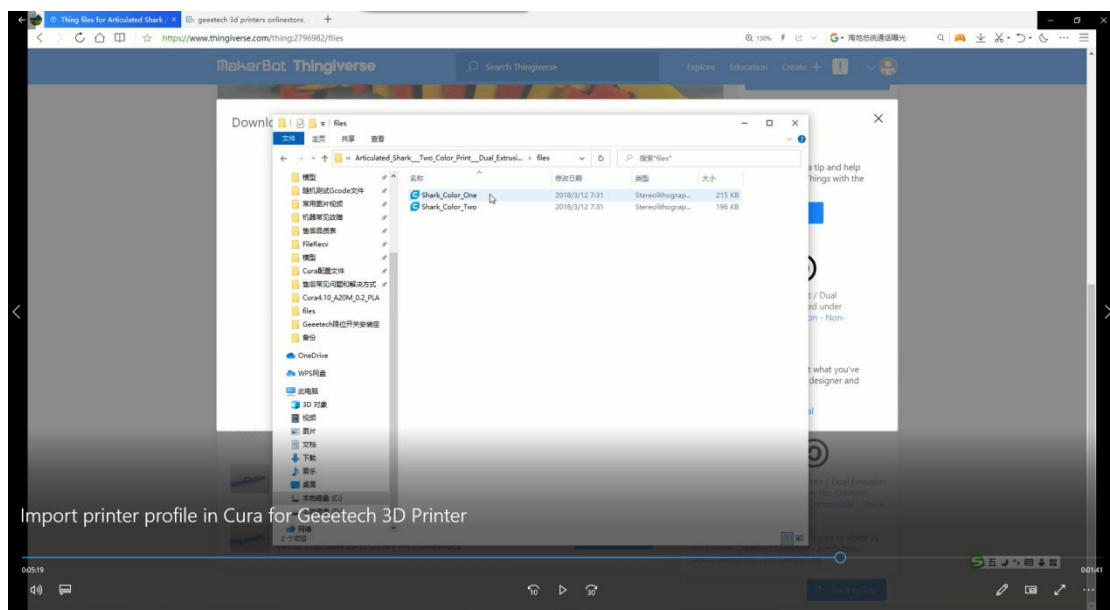 Thing files for Articulated Shark /
geeetech 3d printers onlinestore.
https://www.thingiverse.com/thing:2796982/files
130%
MakerBot Thingiverse
Search Thingiverse
Explore
Education
Create
Downlo
files
文件
主页
共享
查看
« Articulated_Shark__Two_Color_Print__Dual_Extrusi... › files
搜索"files"
名称
修改日期
类型
大小
模型
随机测试Gcode文件
Shark_Color_One
2018/3/12 7:31
Stereolithograp...
215 KB
常用图片视频
Shark_Color_Two
2018/3/12 7:31
Stereolithograp...
196 KB
机器常见故障
售后品质表
FileRecv
模型
Cura配置文件
售后常见问题和解决方式
Cura4.10_A20M_0.2_PLA
files
Geeetech限位开关安装座
备份
OneDrive
WPS网盘
此电脑
3D 对象
视频
图片
文档
下载
音乐
桌面
本地磁盘 (C:)
网络
2 个项目
a tip and help
Things with the
t / Dual
ed under
on - Non-
t what you've
designer and
al
Import printer profile in Cura for Geeetech 3D Printer
0:05:19
0:01:41
10
30
Back to Top